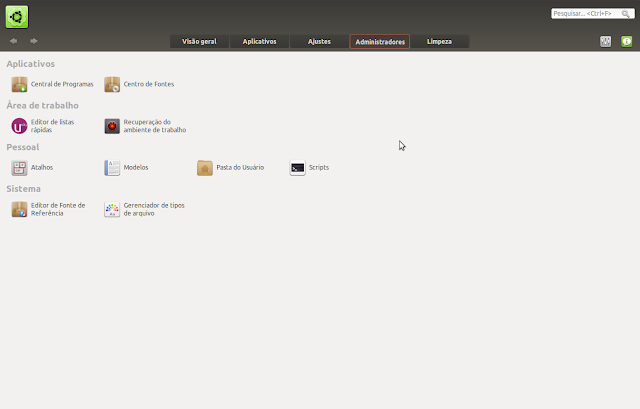 Pesquisar... <Ctrl+F>
Visão geral
Aplicativos
Ajustes
Administradores
Limpeza
Aplicativos
Central de Programas
Centro de Fontes
Área de trabalho
Editor de listas
rápidas
Recuperação do
ambiente de trabalho
Pessoal
Atalhos
Modelos
Pasta do Usuário
Scripts
Sistema
Editor de Fonte de
Referência
Gerenciador de tipos
de arquivo